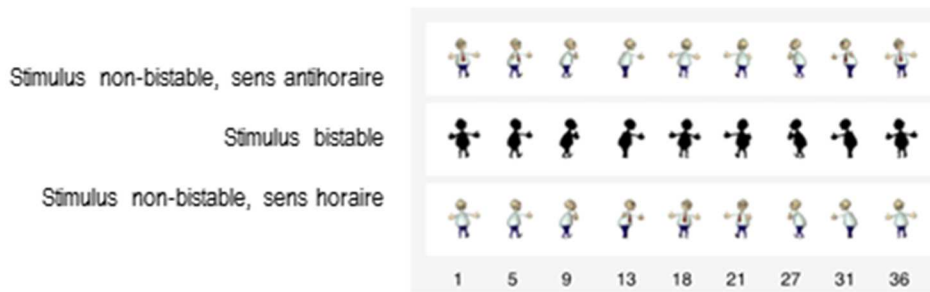 Stimulus non-bistable, sens antihoraire
Stimulus bistable
Stimulus non-bistable, sens horaire
1 5 9 13 18 21 27 31 36